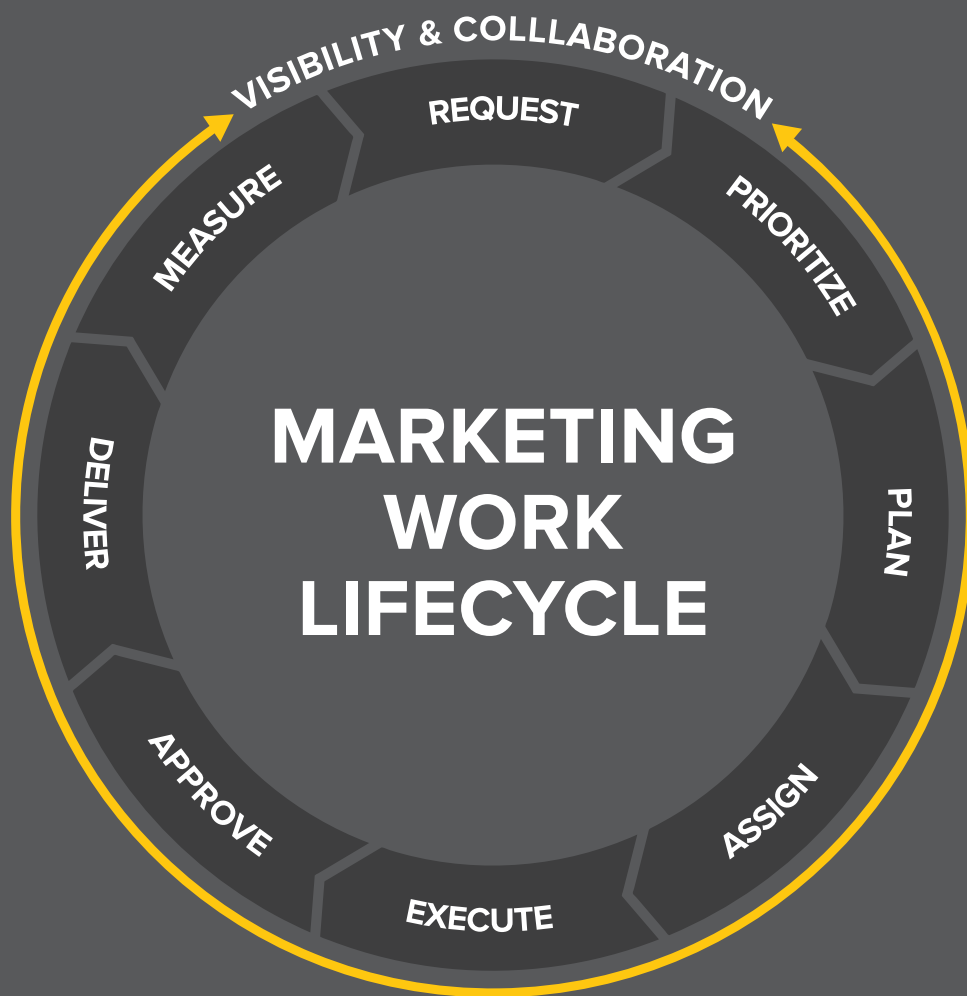 VISIBILITY & COLLLABORATION
REQUEST
PRIORITIZE
PLAN
ASSIGN
EXECUTE
APPROVE
DELIVER
MEASURE
MARKETING
WORK
LIFECYCLE